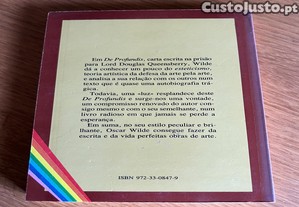 Custojusto.pt
Em De Profundis, carta escrita na prisão
para Lord Douglas Queensberry, Wilde
dá a conhecer um pouco do esteticismo,
teoria artística da defesa da arte pela arte,
e analisa a sua relação com os outros num
texto que é quase uma autobiografia trá-
gica.
Todavia, uma «luz» resplandece deste
De Profundis e surge-nos uma vontade,
um compromisso renovado do autor con-
sigo mesmo e com o seu semelhante, num
livro radioso em que jamais se perde a
esperança.
Em suma, no seu estilo peculiar e bri-
lhante, Oscar Wilde consegue fazer da
escrita e da vida perfeitas obras de arte.
ISBN 972-33-0847-9